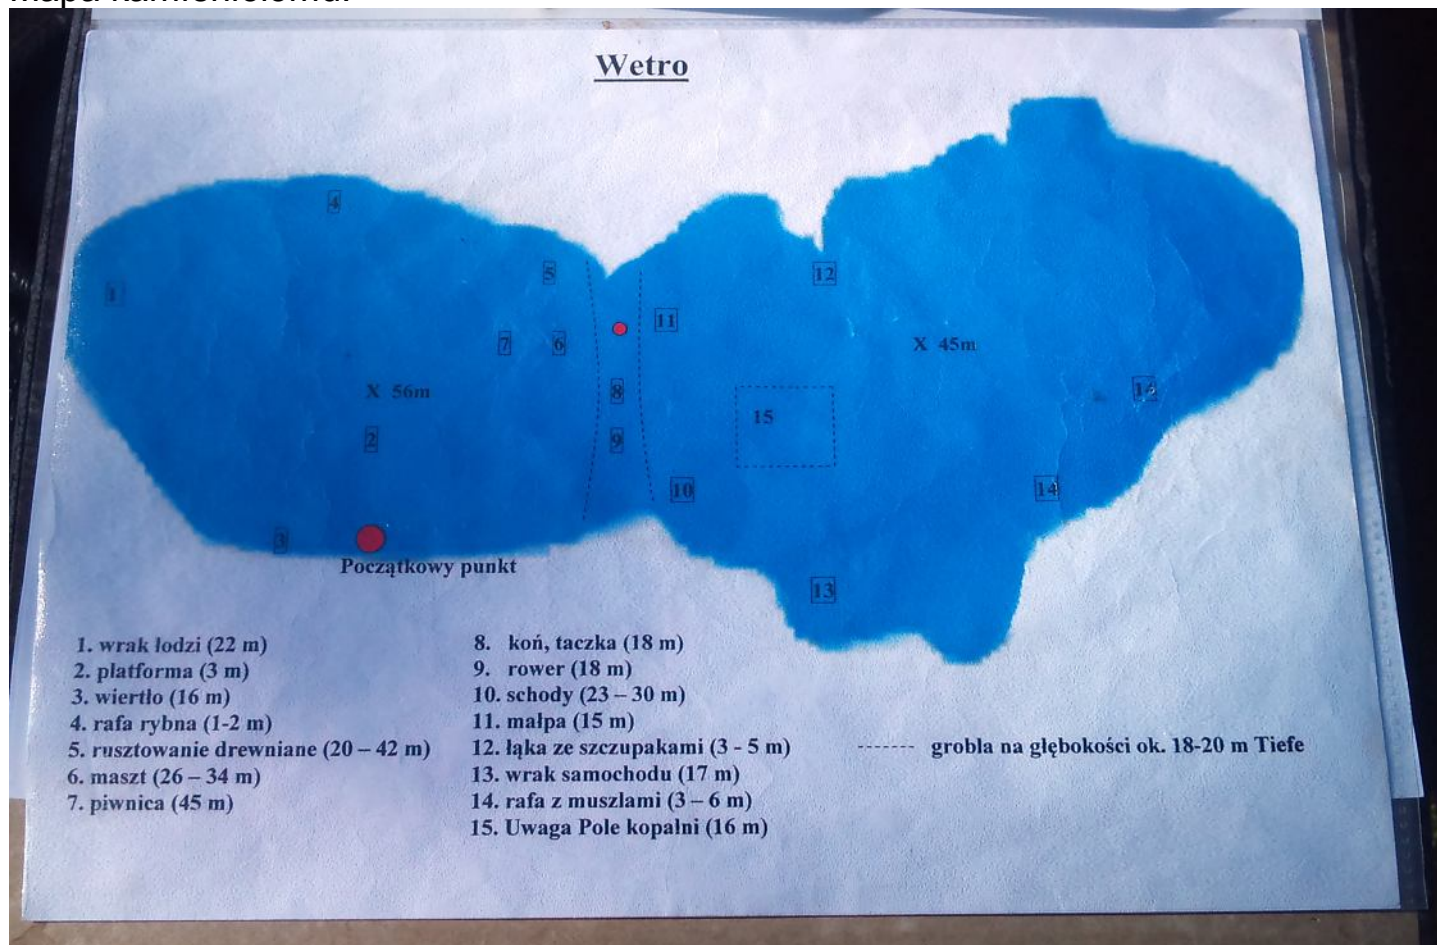 mapa kamieniołomu.
Wetro
4
1
5
12
11
7
6
X 45m
X 56m
8
15
2
9
10
14
3
Początkowy punkt
13
1. wrak łodzi (22 m)
2. platforma (3 m)
3. wiertło (16 m)
4. rafa rybna (1-2 m)
5. rusztowanie drewniane (20 – 42 m)
6. maszt (26 – 34 m)
7. piwnica (45 m)
8. koń, taczka (18 m)
9. rower (18 m)
10. schody (23 – 30 m)
11. małpa (15 m)
12. łąka ze szczupakami (3 - 5 m)
13. wrak samochodu (17 m)
14. rafa z muszlami (3 – 6 m)
15. Uwaga Pole kopalni (16 m)
------- grobla na głębokości ok. 18-20 m Tiefe